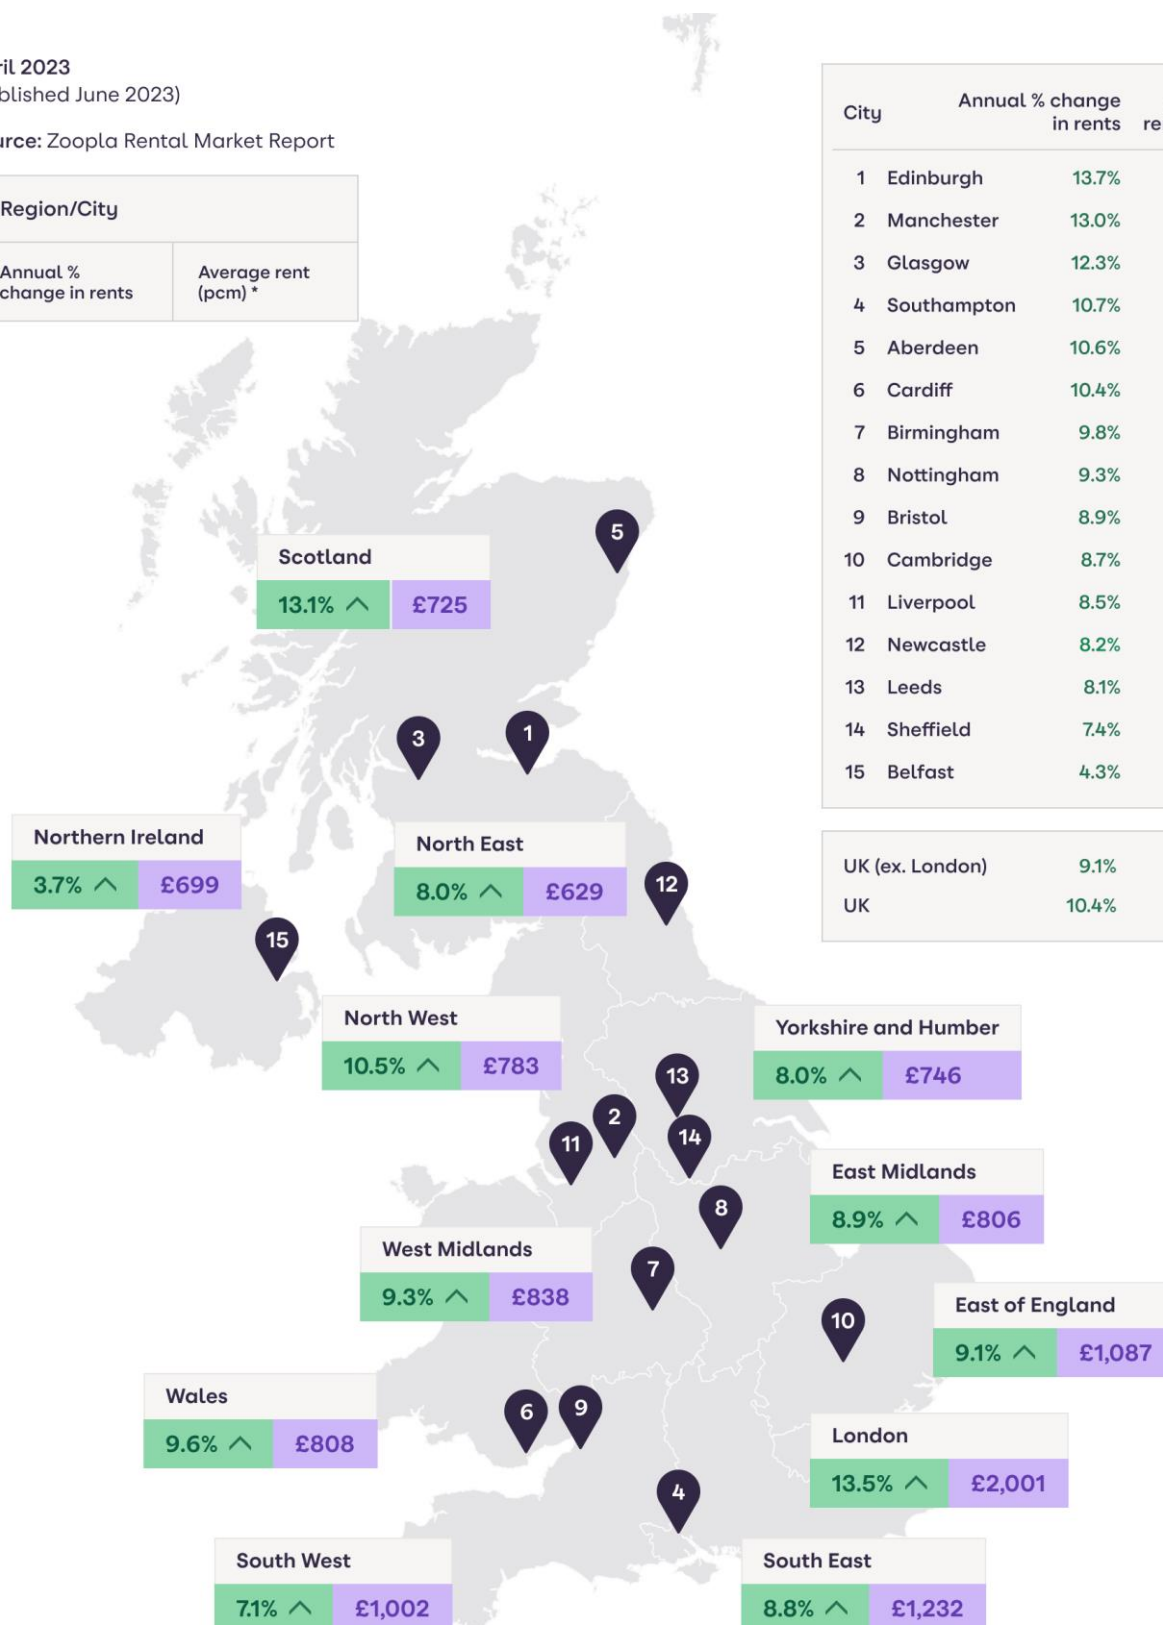 ril 2023
blished June 2023)
urce: Zoopla Rental Market Report
Region/City
Annual %
change in rents
Average rent
(pcm) *
City Annual % change
in rents re
1 Edinburgh 13.7%
2 Manchester 13.0%
3 Glasgow 12.3%
4 Southampton 10.7%
5 Aberdeen 10.6%
6 Cardiff 10.4%
7 Birmingham 9.8%
8 Nottingham 9.3%
9 Bristol 8.9%
10 Cambridge 8.7%
11 Liverpool 8.5%
12 Newcastle 8.2%
13 Leeds 8.1%
14 Sheffield 7.4%
15 Belfast 4.3%
UK (ex. London) 9.1%
UK 10.4%
5
Scotland
13.1% £725
3
1
Northern Ireland
3.7% £699
North East
8.0% £629
12
15
North West
10.5% £783
Yorkshire and Humber
8.0% £746
13
2
11
14
East Midlands
8.9% £806
8
West Midlands
9.3% £838
7
10
East of England
9.1% £1,087
Wales
9.6% £808
6
9
London
13.5% £2,001
4
South West
7.1% £1,002
South East
8.8% £1,232